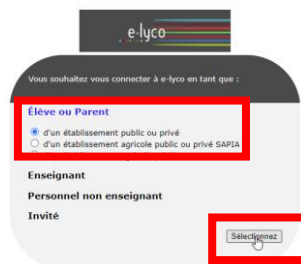 e-lyco
Vous souhaitez vous connecter à e-lyco en tant que :
Élève ou Parent
d'un établissement public ou privé
d'un établissement agricole public ou privé SAPIA
Enseignant
Personnel non enseignant
Invité
Sélectionnez